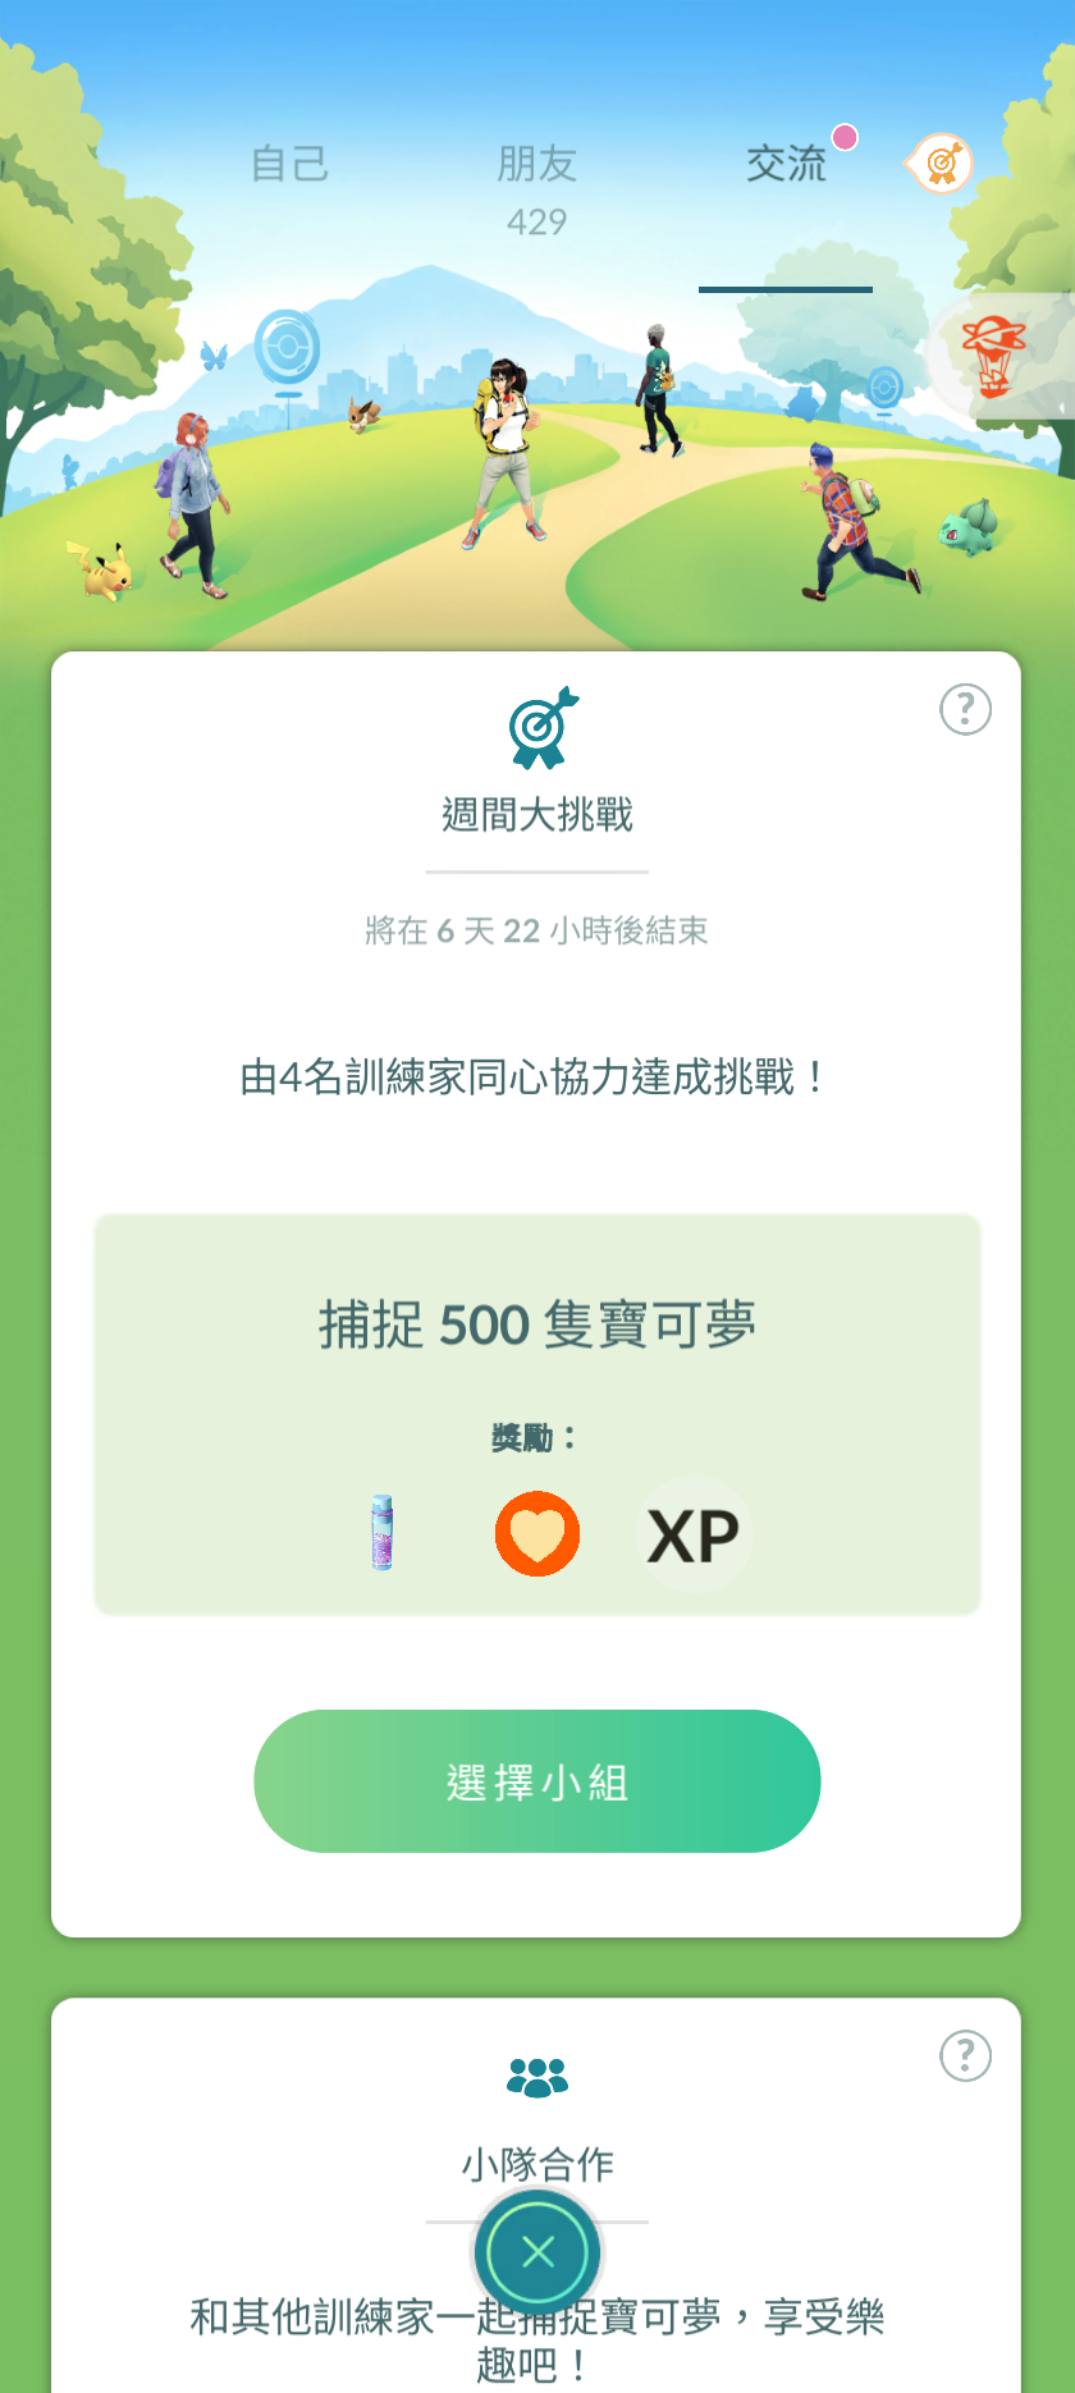 自己
朋友
交流
429
週間大挑戰
將在 6 天 22 小時後結束
由4名訓練家同心協力達成挑戰！
捕捉 500 隻寶可夢
獎勵：
XP
選擇小組
小隊合作
和其他訓練家一起捕捉寶可夢，享受樂
趣吧！